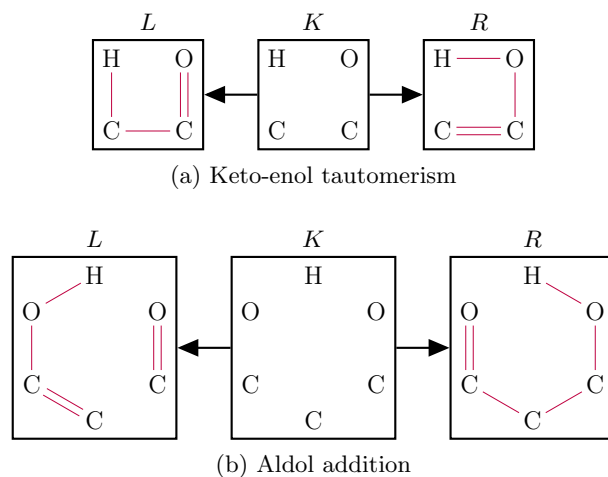 L K R
H O H O H O
C C C C C C
(a) Keto-enol tautomerism
L K R
H H H
O O O O O O
C C C C C C
C C C
(b) Aldol addition